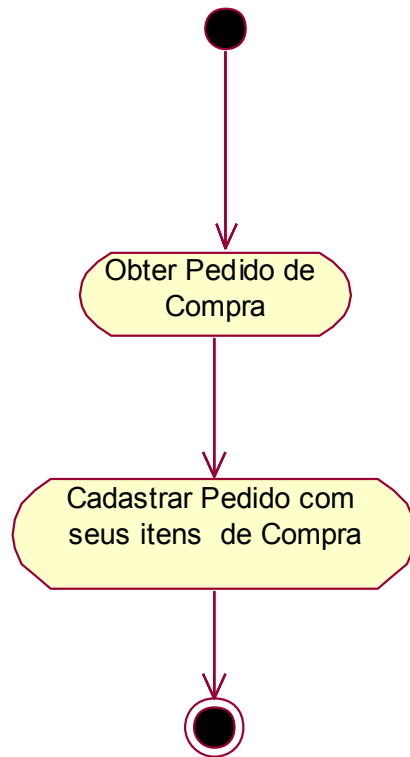 Obter Pedido de
Compra
Cadastrar Pedido com
seus itens de Compra